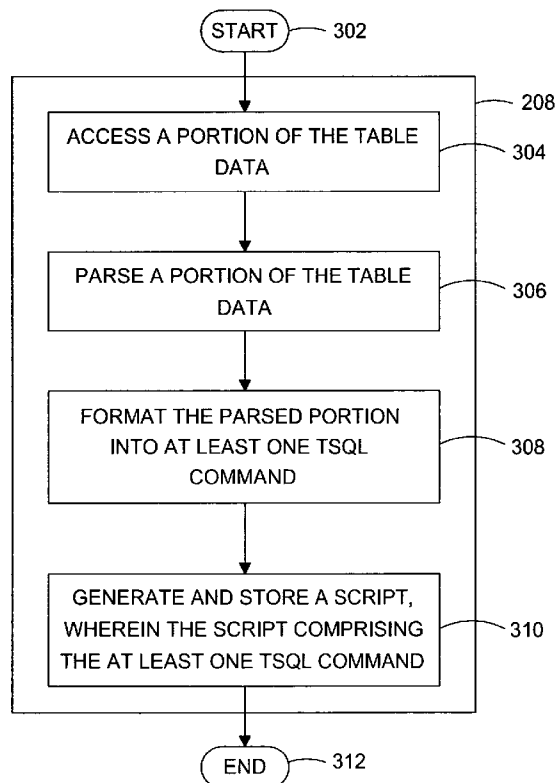 START
302
208
ACCESS A PORTION OF THE TABLE
DATA
304
PARSE A PORTION OF THE TABLE
DATA
306
FORMAT THE PARSED PORTION
INTO AT LEAST ONE TSQL
COMMAND
308
GENERATE AND STORE A SCRIPT,
WHEREIN THE SCRIPT COMPRISING
THE AT LEAST ONE TSQL COMMAND
310
END
312